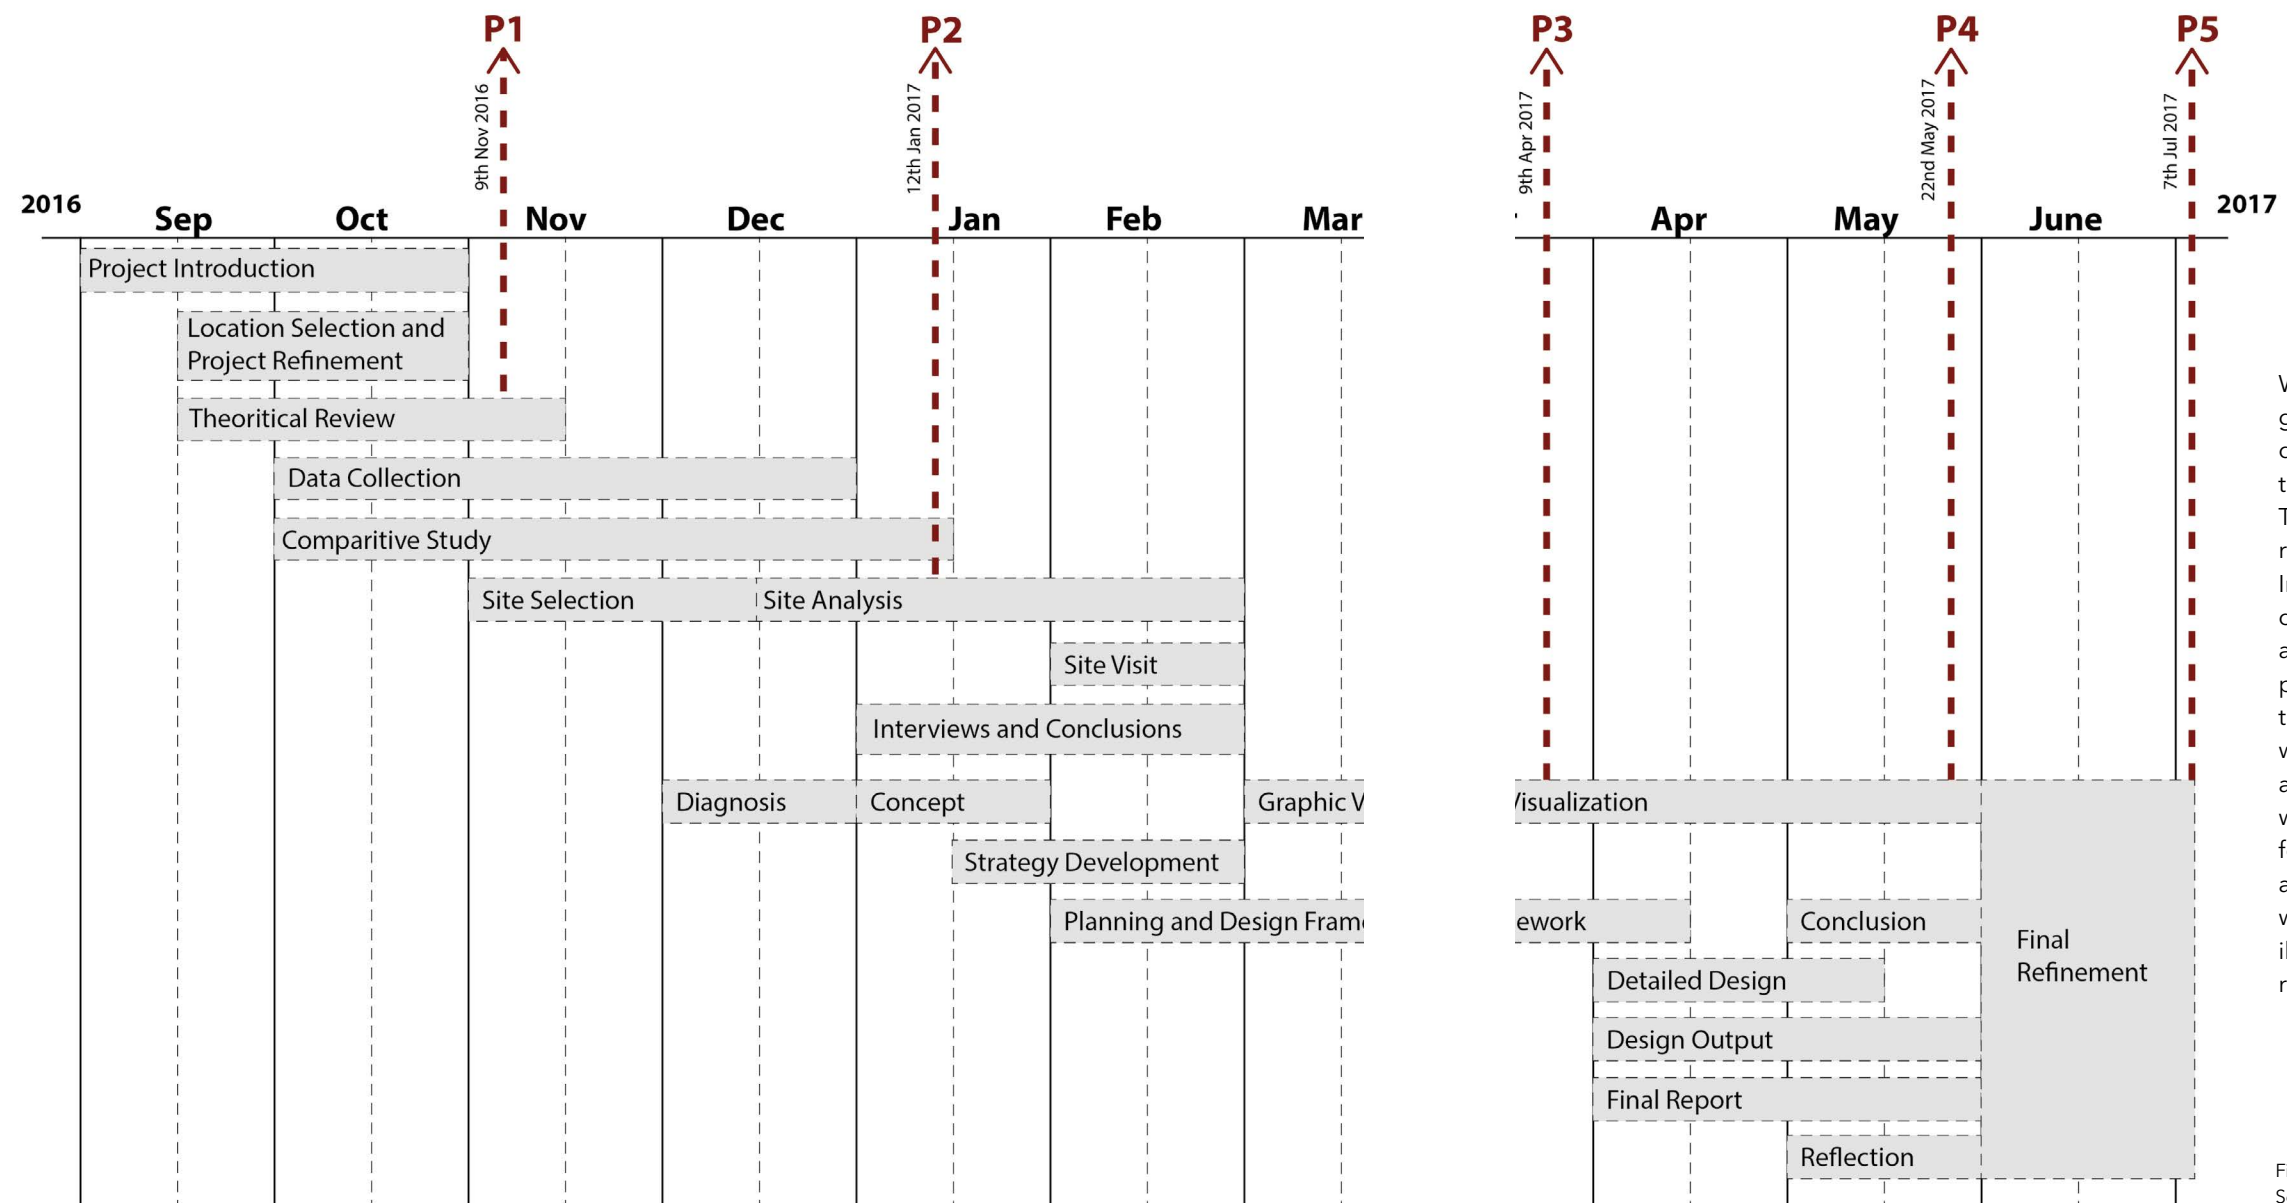 P1
P2
P3
P4
P5
9th Nov 2016
12th Jan 2017
9th Apr 2017
22nd May 2017
7th Jul 2017
2016
Sep
Oct
Nov
Dec
Jan
Feb
Mar
Apr
May
June
2017
Project Introduction
Location Selection and
Project Refinement
Theoritical Review
Data Collection
Comparitive Study
Site Selection
Site Analysis
Site Visit
Interviews and Conclusions
Diagnosis
Concept
Graphic V
isualization
Strategy Development
Planning and Design Frame
ework
Conclusion
Final
Refinement
Detailed Design
Design Output
Final Report
Reflection